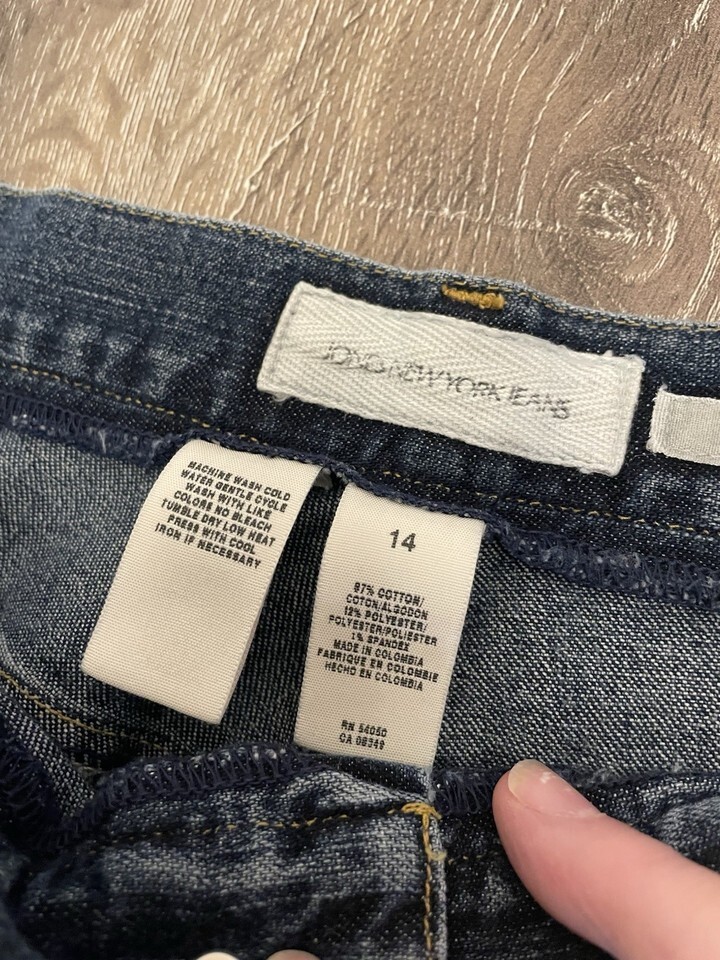 JONES NEW YORK JEANS
MACHINE WASH COLD
WATER GENTLE CYCLE
WASH WITH LIKE
COLORS NO BLEACH
TUMBLE DRY LOW HEAT
PRESS WITH COOL
IRON IF NECESSARY
14
87% COTTON/
COTON/ALGODON
12% POLYESTER/
POLYESTER/POLIESTER
1% SPANDEX
MADE IN COLOMBIA
FABRIQUE EN COLOMBIE
HECHO EN COLOMBIA
RN 54050
CA 08349